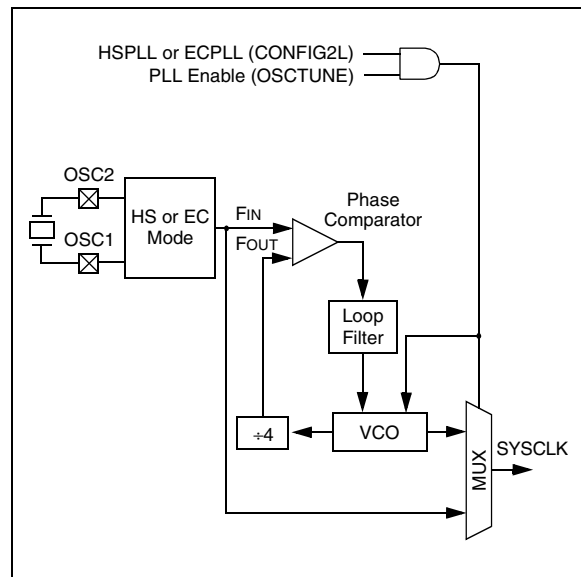 HSPLL or ECPLL (CONFIG2L)
PLL Enable (OSCTUNE)
OSC2
OSC1
HS or EC
Mode
FIN
FOUT
Phase
Comparator
Loop
Filter
÷4
VCO
MUX
SYSCLK